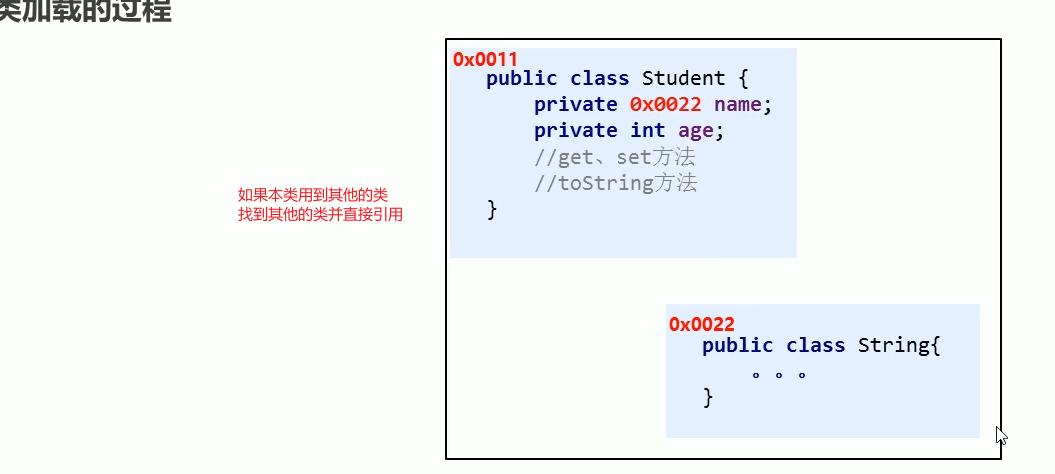 类加载的过程
如果本类用到其他的类
找到其他的类并直接引用
0x0011
public class Student {
private 0x0022 name;
private int age;
//get、set方法
//toString方法
}
0x0022
public class String{
。。。
}